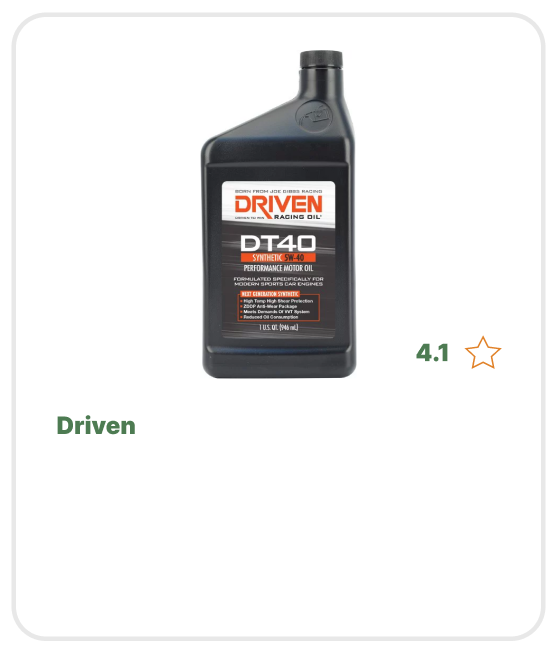 BORN FROM JOE GIBBS RACING
DRIVEN
RACING OIL
DT40
SYNTHETIC 5W-40
PERFORMANCE MOTOR OIL
FORMULATED SPECIFICALLY FOR
MODERN SPORTS CAR ENGINES
NEXT GENERATION SYNTHETIC
• High Temp High Shear Protection
• ZDDP Anti-Wear Package
• Meets Demands Of VVT System
• Reduced Oil Consumption
1 U.S. QT. (946 mL)
4.1
Driven